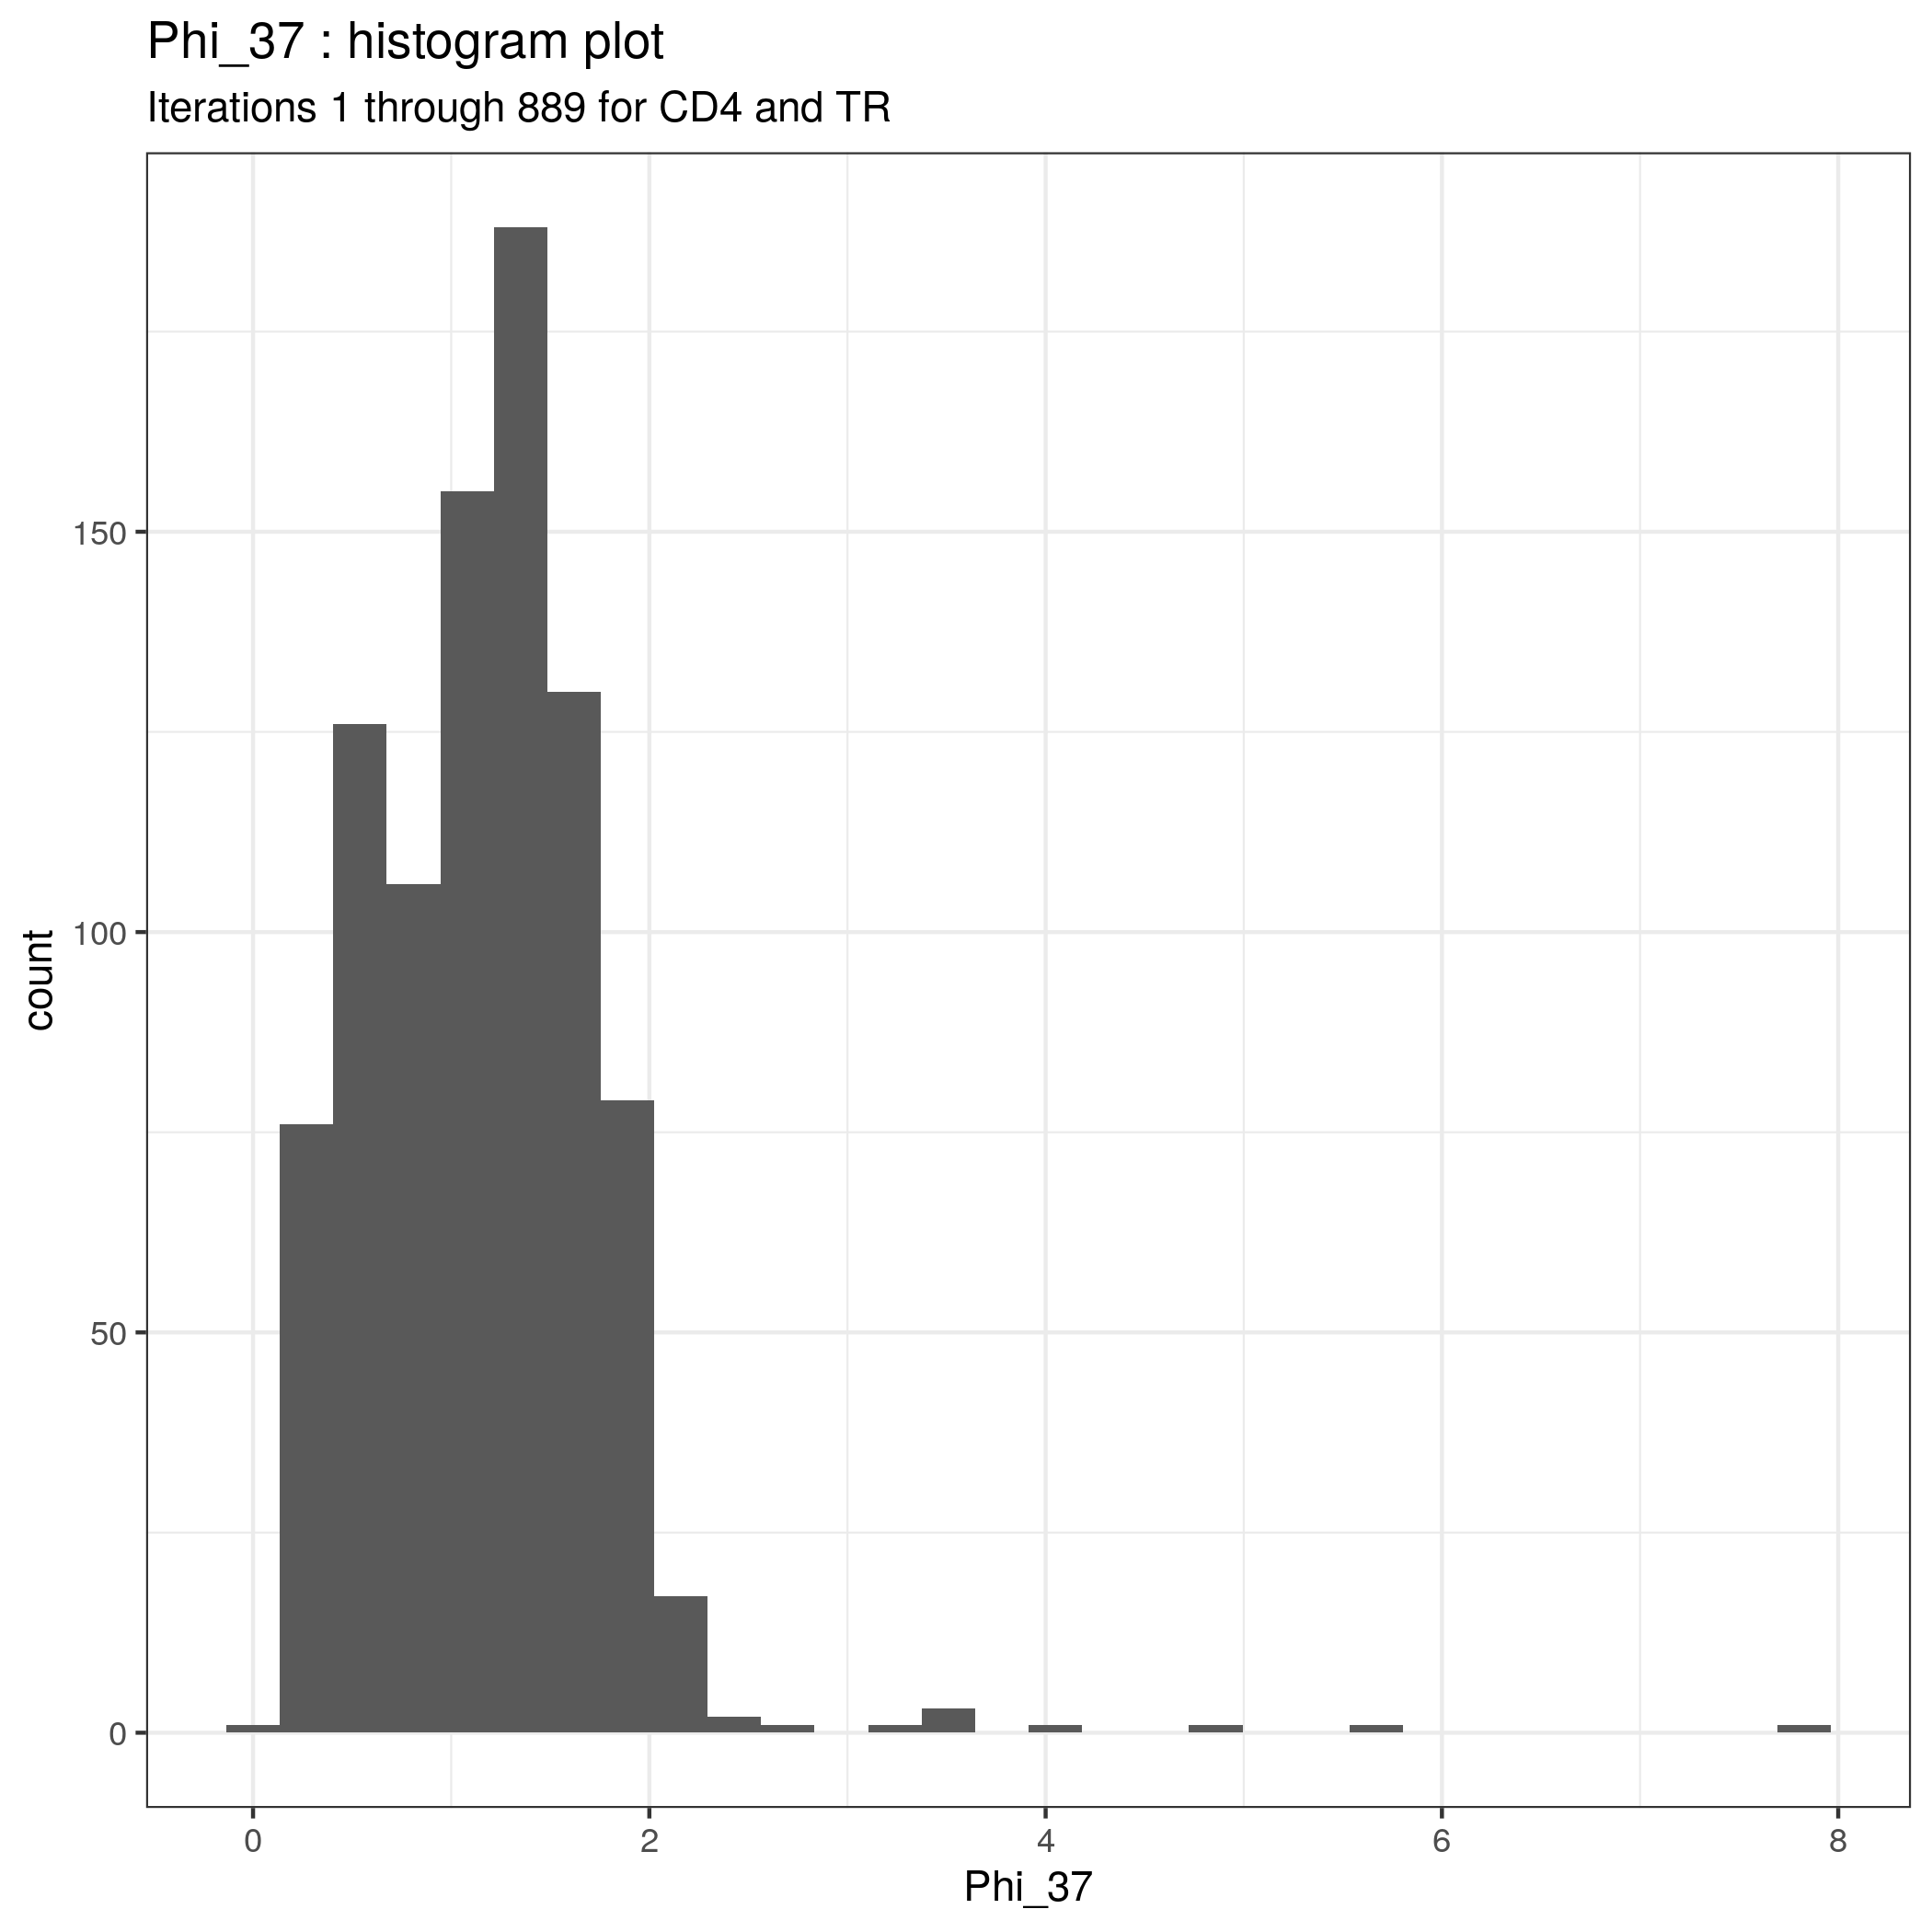 Phi_37 : histogram plot
Iterations 1 through 889 for CD4 and TR
150
100
50
0
count
0 2 4 6 8
Phi_37